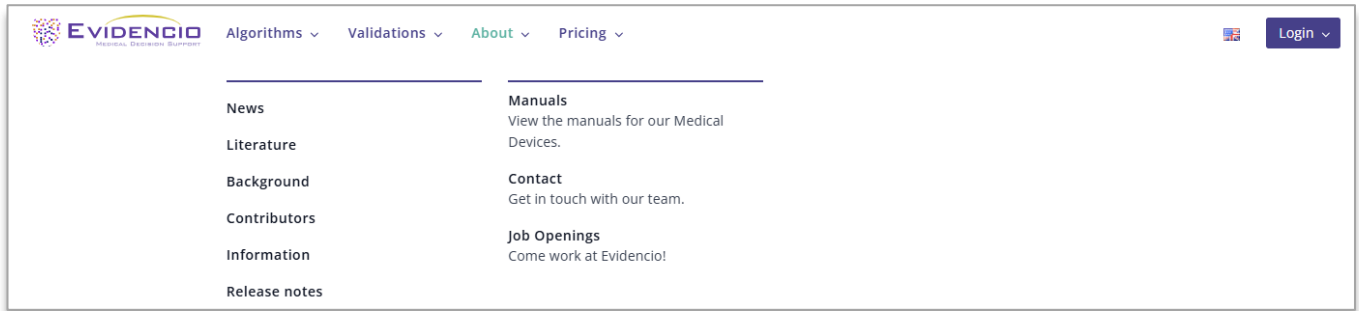 EVIDENCIO
MEDICAL DECISION SUPPORT
Algorithms
Validations
About
Pricing
Login
News
Literature
Background
Contributors
Information
Release notes
Manuals
View the manuals for our Medical
Devices.
Contact
Get in touch with our team.
Job Openings
Come work at Evidencio!